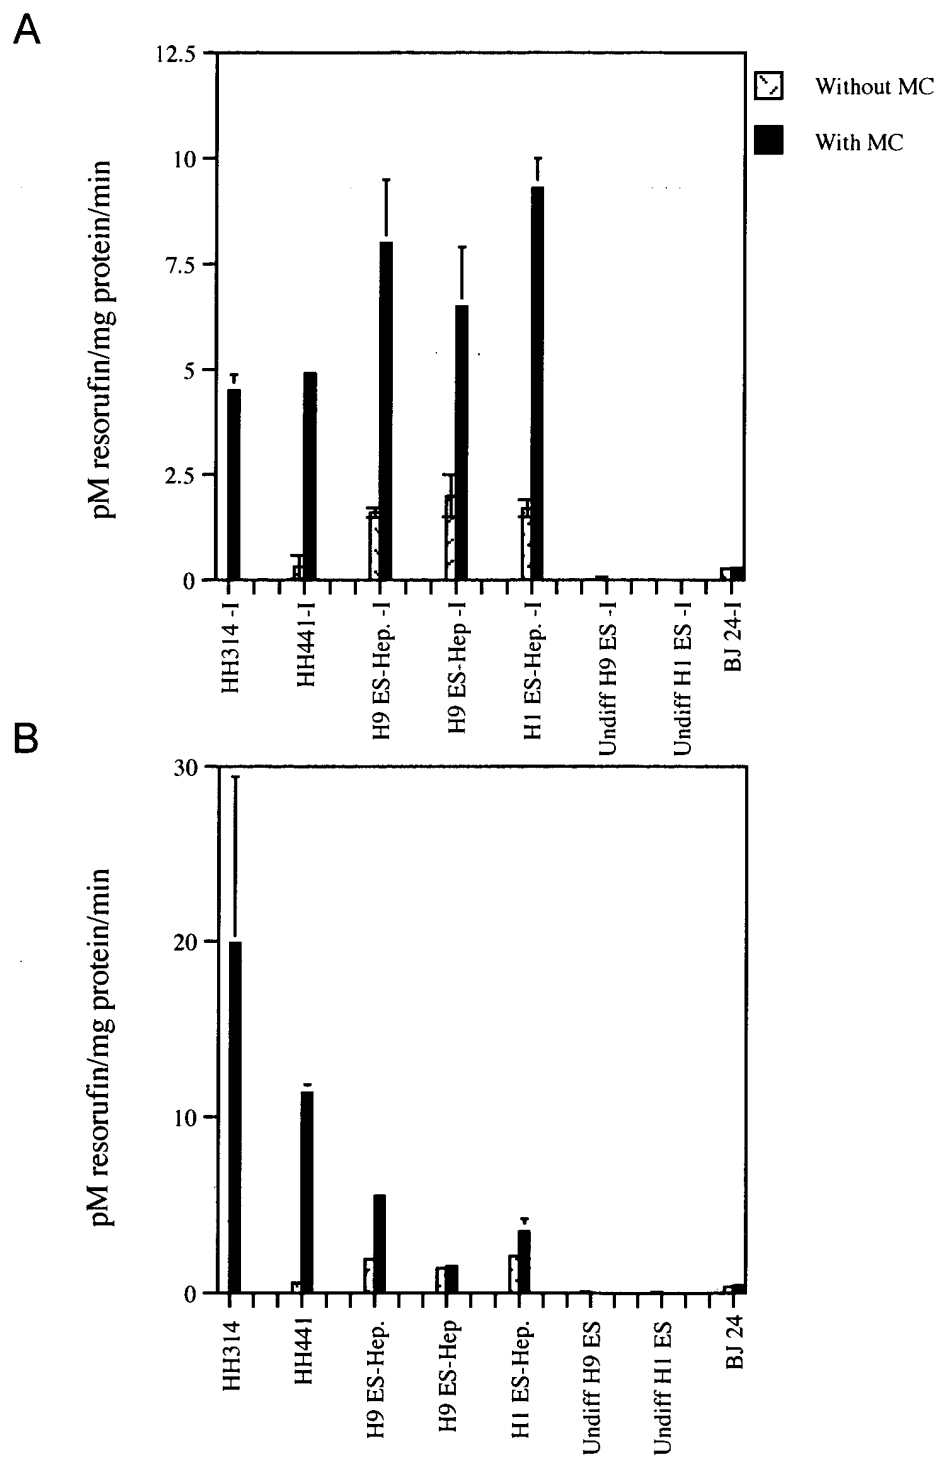 A
12.5
10
7.5
5
2.5
0
pM resorufin/mg protein/min
Without MC
With MC
HH314 -I
HH441-I
H9 ES-Hep. -I
H9 ES-Hep -I
H1 ES-Hep. -I
Undiff H9 ES -I
Undiff H1 ES -I
BJ 24-I
B
30
20
10
0
pM resorufin/mg protein/min
HH314
HH441
H9 ES-Hep.
H9 ES-Hep
H1 ES-Hep.
Undiff H9 ES
Undiff H1 ES
BJ 24